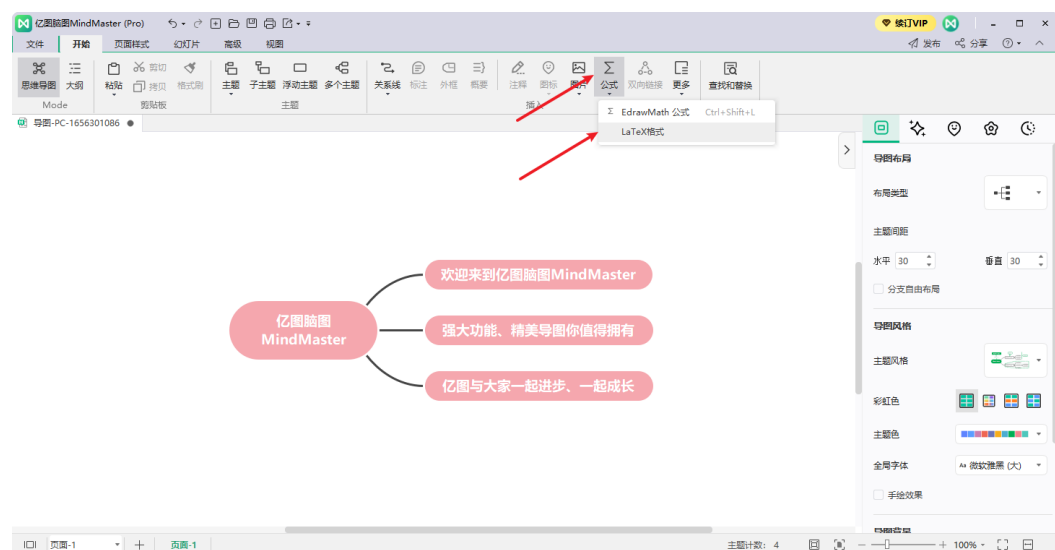 亿图脑图MindMaster (Pro)
续订VIP
文件 开始 页面样式 幻灯片 高级 视图
发布 分享
思维导图 大纲 粘贴 剪切 拷贝 格式刷 主题 子主题 浮动主题 多个主题 关系线 标注 外框 概要 注释 图标 图片 公式 双向链接 更多 查找和替换
Mode 剪贴板 主题 插入
Σ EdrawMath 公式 Ctrl+Shift+L
LaTeX格式
导图-PC-1656301086
导图布局
布局类型
主题间距
水平 30 垂直 30
分支自由布局
导图风格
主题风格
彩虹色
主题色
全局字体 Aa 微软雅黑 (大)
手绘效果
导图背景
亿图脑图
MindMaster
欢迎来到亿图脑图MindMaster
强大功能、精美导图你值得拥有
亿图与大家一起进步、一起成长
页面-1 页面-1 主题计数: 4 100%